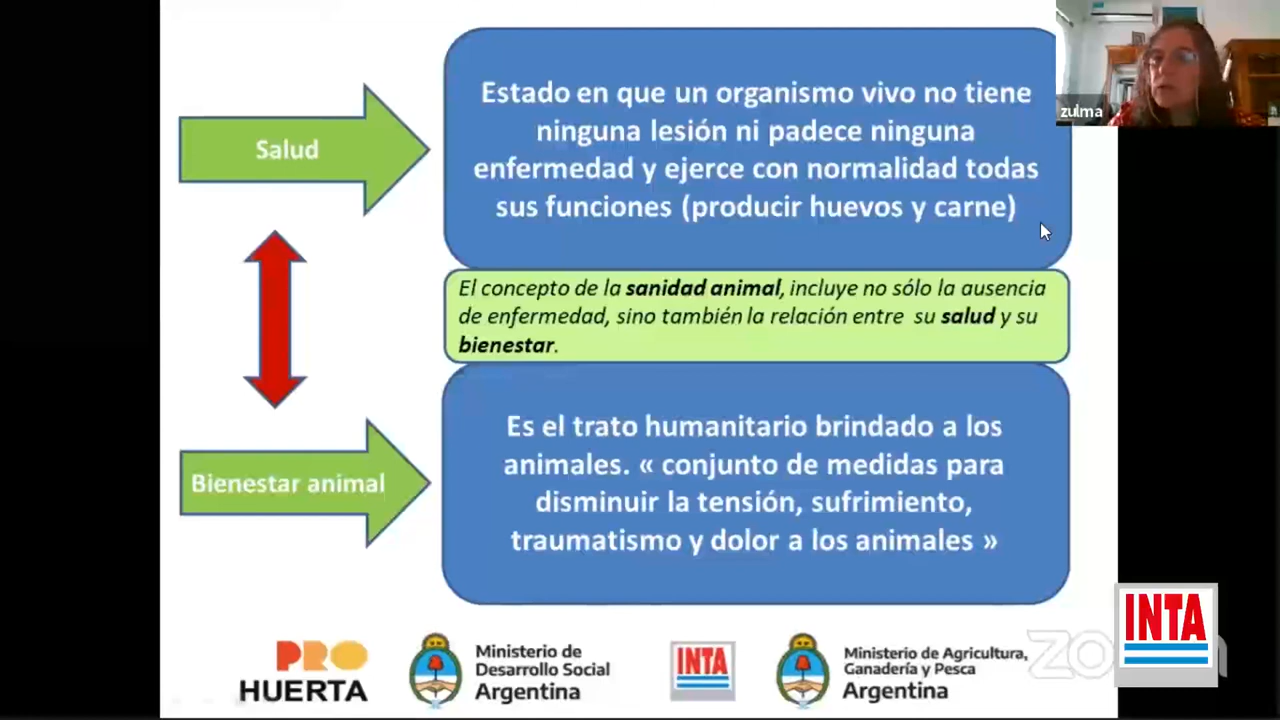 Salud
Estado en que un organismo vivo no tiene
ninguna lesión ni padece ninguna
enfermedad y ejerce con normalidad todas
sus funciones (producir huevos y carne)
zulma
El concepto de la sanidad animal, incluye no sólo la ausencia
de enfermedad, sino también la relación entre su salud y su
bienestar.
Bienestar animal
Es el trato humanitario brindado a los
animales. « conjunto de medidas para
disminuir la tensión, sufrimiento,
traumatismo y dolor a los animales »
PRO
HUERTA
Ministerio de
Desarrollo Social
Argentina
INTA
Ministerio de Agricultura,
Ganadería y Pesca
Argentina
INTA